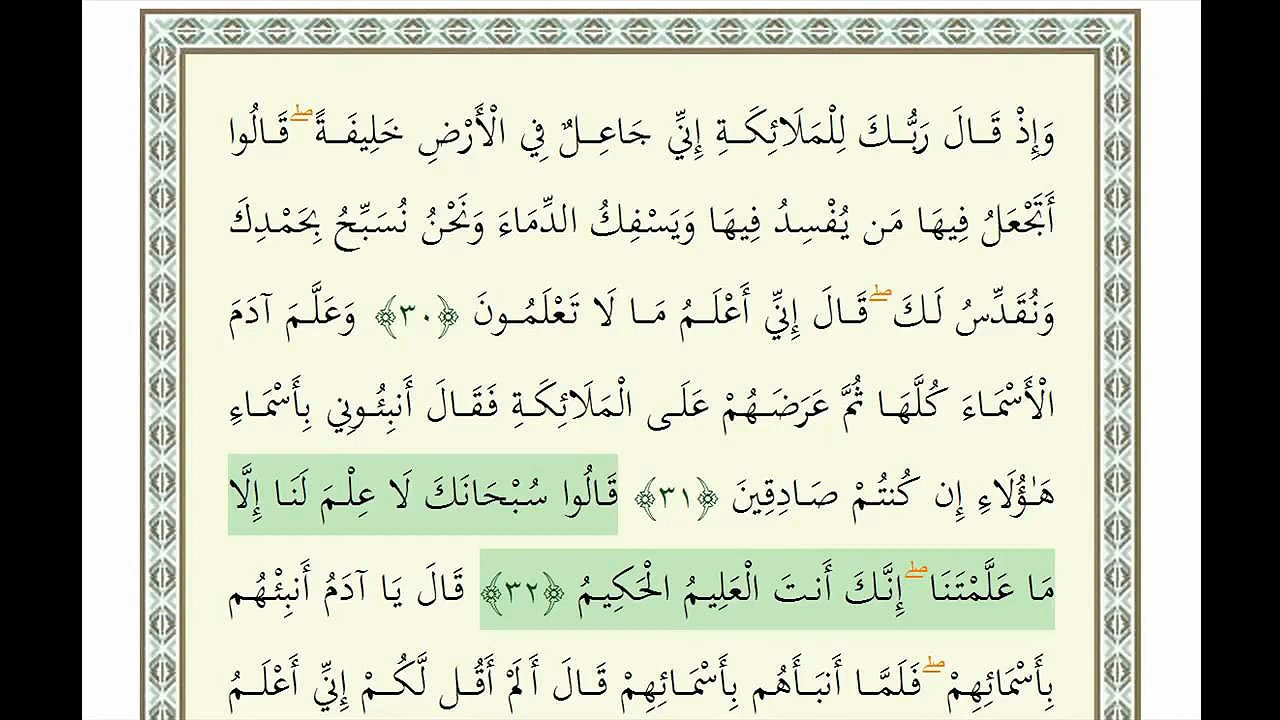 وَإِذْ قَالَ رَبُّكَ لِلْمَلَائِكَةِ إِنِّي جَاعِلٌ فِي الْأَرْضِ خَلِيفَةً ۖ قَالُوا
أَتَجْعَلُ فِيهَا مَن يُفْسِدُ فِيهَا وَيَسْفِكُ الدِّمَاءَ وَنَحْنُ نُسَبِّحُ بِحَمْدِكَ
وَنُقَدِّسُ لَكَ ۖ قَالَ إِنِّي أَعْلَمُ مَا لَا تَعْلَمُونَ ﴿٣٠﴾ وَعَلَّمَ آدَمَ
الْأَسْمَاءَ كُلَّهَا ثُمَّ عَرَضَهُمْ عَلَى الْمَلَائِكَةِ فَقَالَ أَنبِئُونِي بِأَسْمَاءِ
هَـٰؤُلَاءِ إِن كُنتُمْ صَادِقِينَ ﴿٣١﴾ قَالُوا سُبْحَانَكَ لَا عِلْمَ لَنَا إِلَّا
مَا عَلَّمْتَنَا ۖ إِنَّكَ أَنتَ الْعَلِيمُ الْحَكِيمُ ﴿٣٢﴾ قَالَ يَا آدَمُ أَنبِئْهُم
بِأَسْمَائِهِمْ ۖ فَلَمَّا أَنبَأَهُم بِأَسْمَائِهِمْ قَالَ أَلَمْ أَقُل لَّكُمْ إِنِّي أَعْلَمُ